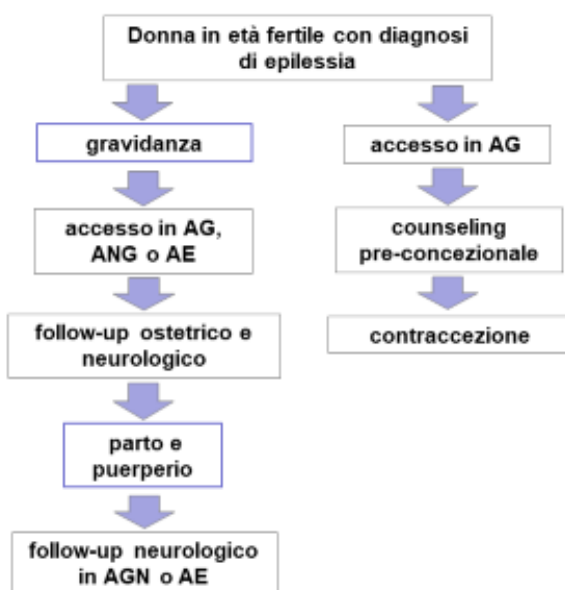 Donna in età fertile con diagnosi
di epilessia
gravidanza
accesso in AG,
ANG o AE
follow-up ostetrico e
neurologico
parto e
puerperio
follow-up neurologico
in AGN o AE
accesso in AG
counseling
pre-concezionale
contraccezione